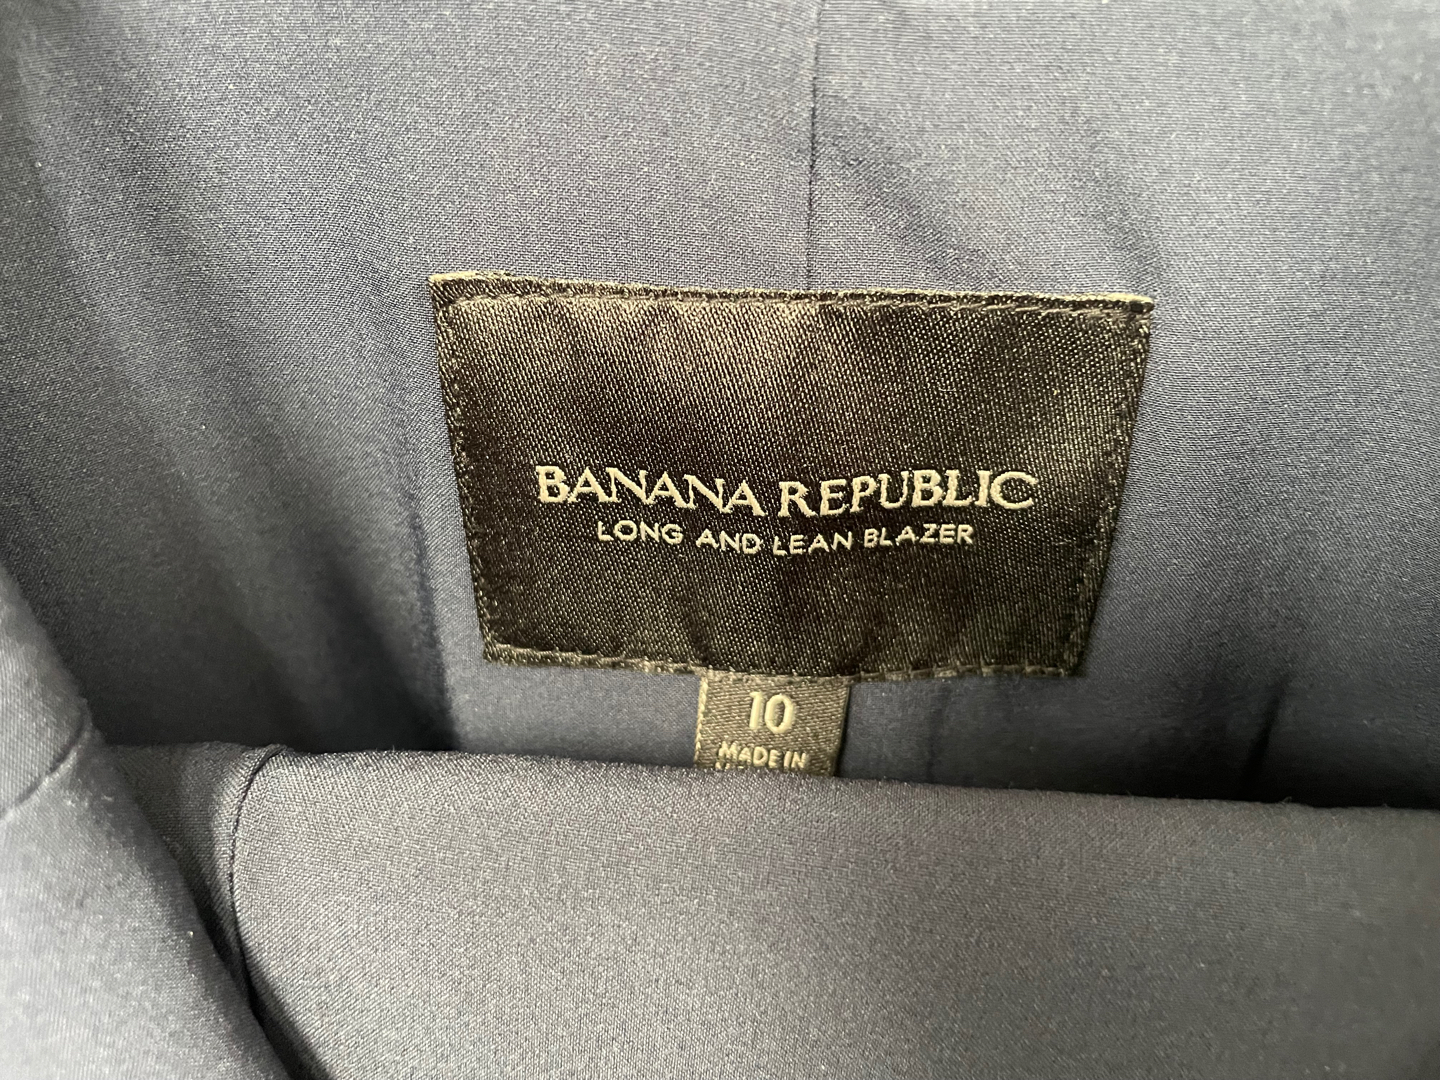 BANANA REPUBLIC
LONG AND LEAN BLAZER
10
MADE IN